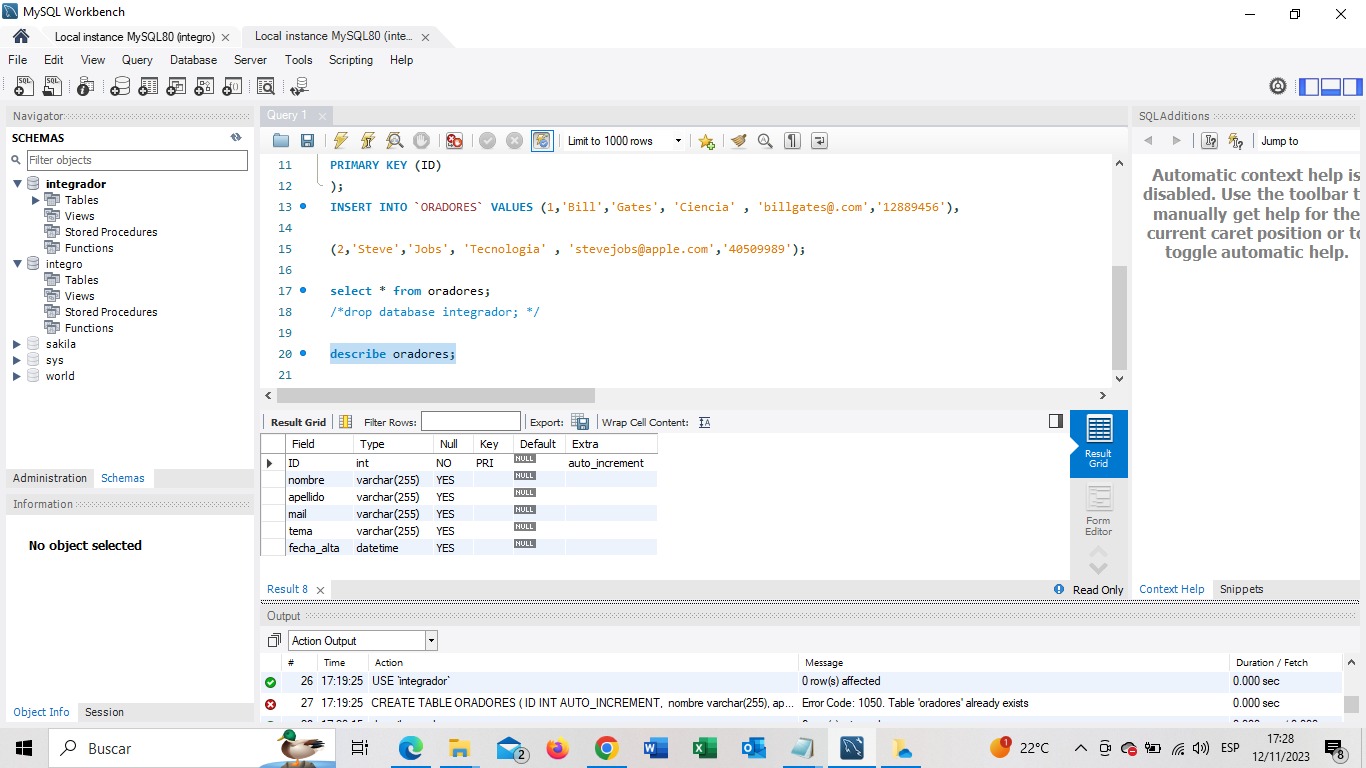 MySQL Workbench
Local instance MySQL80 (integro)
Local instance MySQL80 (inte...
File Edit View Query Database Server Tools Scripting Help
Navigator
SCHEMAS
Filter objects
integrador
Tables
Views
Stored Procedures
Functions
integro
Tables
Views
Stored Procedures
Functions
sakila
sys
world
Administration Schemas
Information
No object selected
Object Info Session
Query 1
Limit to 1000 rows
11 PRIMARY KEY (ID)
12 );
13 INSERT INTO `ORADORES` VALUES (1,'Bill','Gates', 'Ciencia' , 'billgates@.com','12889456'),
14
15 (2,'Steve','Jobs', 'Tecnologia' , 'stevejobs@apple.com','40509989');
16
17 select * from oradores;
18 /*drop database integrador; */
19
20 describe oradores;
21
Result Grid Filter Rows: Export: Wrap Cell Content:
Field Type Null Key Default Extra
ID int NO PRI NULL auto_increment
nombre varchar(255) YES NULL
apellido varchar(255) YES NULL
mail varchar(255) YES NULL
tema varchar(255) YES NULL
fecha_alta datetime YES NULL
Result Grid
Form Editor
Result 8
Read Only
SQLAdditions
Jump to
Automatic context help is
disabled. Use the toolbar t
manually get help for the
current caret position or to
toggle automatic help.
Context Help Snippets
Output
Action Output
# Time Action Message Duration / Fetch
26 17:19:25 USE `integrador` 0 row(s) affected 0.000 sec
27 17:19:25 CREATE TABLE ORADORES ( ID INT AUTO_INCREMENT, nombre varchar(255), ap... Error Code: 1050. Table 'oradores' already exists 0.000 sec
Buscar
2
1
22°C
ESP
17:28
12/11/2023
8